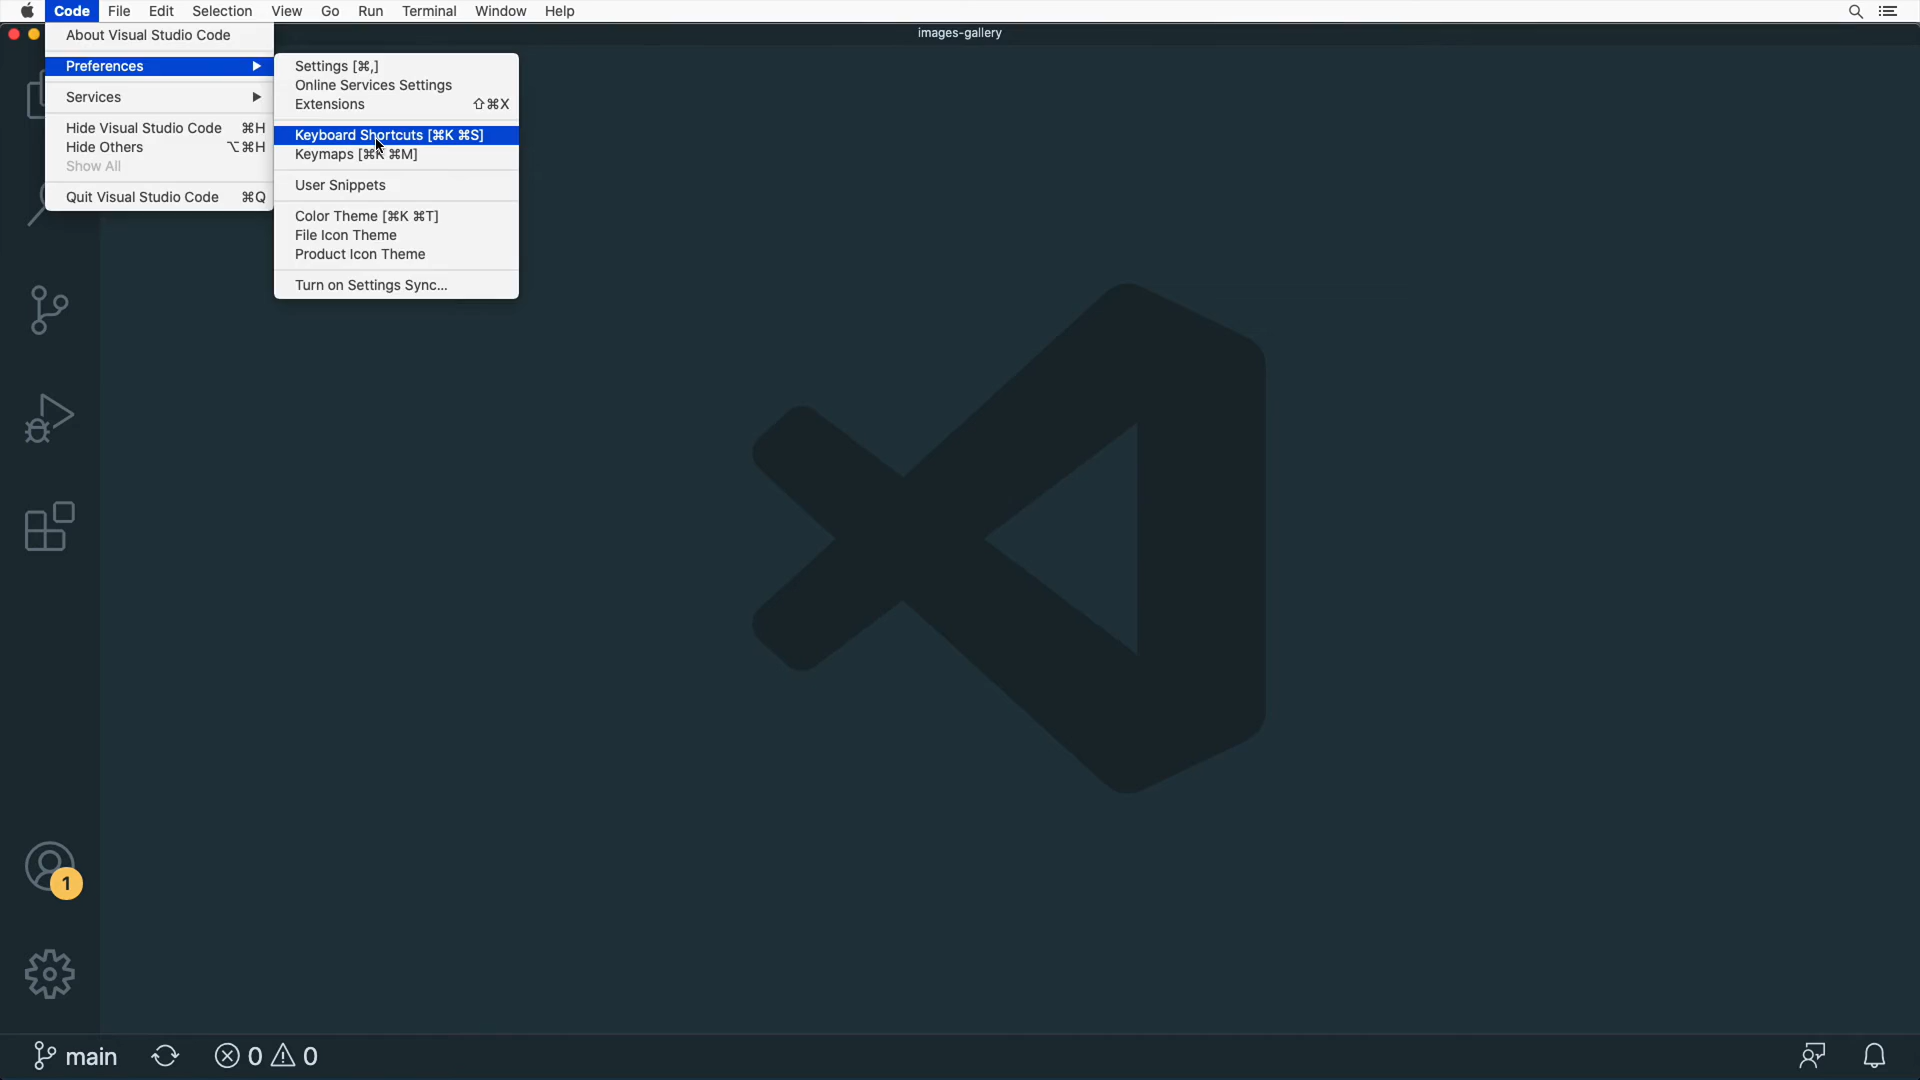 Code File Edit Selection View Go Run Terminal Window Help
images-gallery
About Visual Studio Code
Preferences
Services
Hide Visual Studio Code ⌘H
Hide Others ⌥⌘H
Show All
Quit Visual Studio Code ⌘Q
Settings [⌘,]
Online Services Settings
Extensions ⇧⌘X
Keyboard Shortcuts [⌘K ⌘S]
Keymaps [⌘K ⌘M]
User Snippets
Color Theme [⌘K ⌘T]
File Icon Theme
Product Icon Theme
Turn on Settings Sync...
1
main 0 0